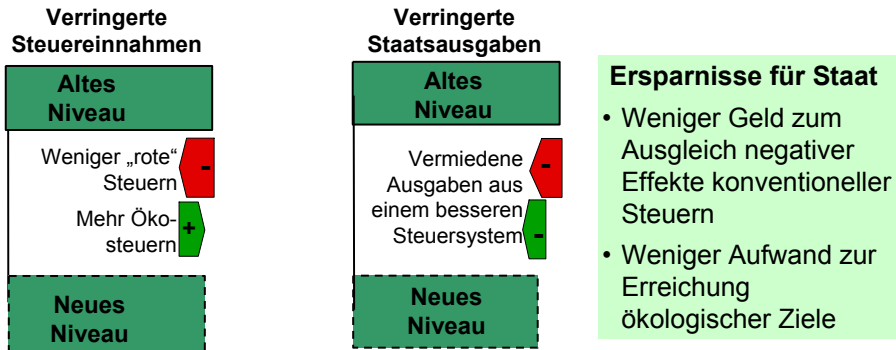 Verringerte
Steuereinnahmen
Altes
Niveau
Weniger „rote“
Steuern
-
Mehr Öko-
steuern
+
Neues
Niveau
Verringerte
Staatsausgaben
Altes
Niveau
Vermiedene
Ausgaben aus
einem besseren
Steuersystem
-
-
Neues
Niveau
Ersparnisse für Staat
• Weniger Geld zum
Ausgleich negativer
Effekte konventioneller
Steuern
• Weniger Aufwand zur
Erreichung
ökologischer Ziele